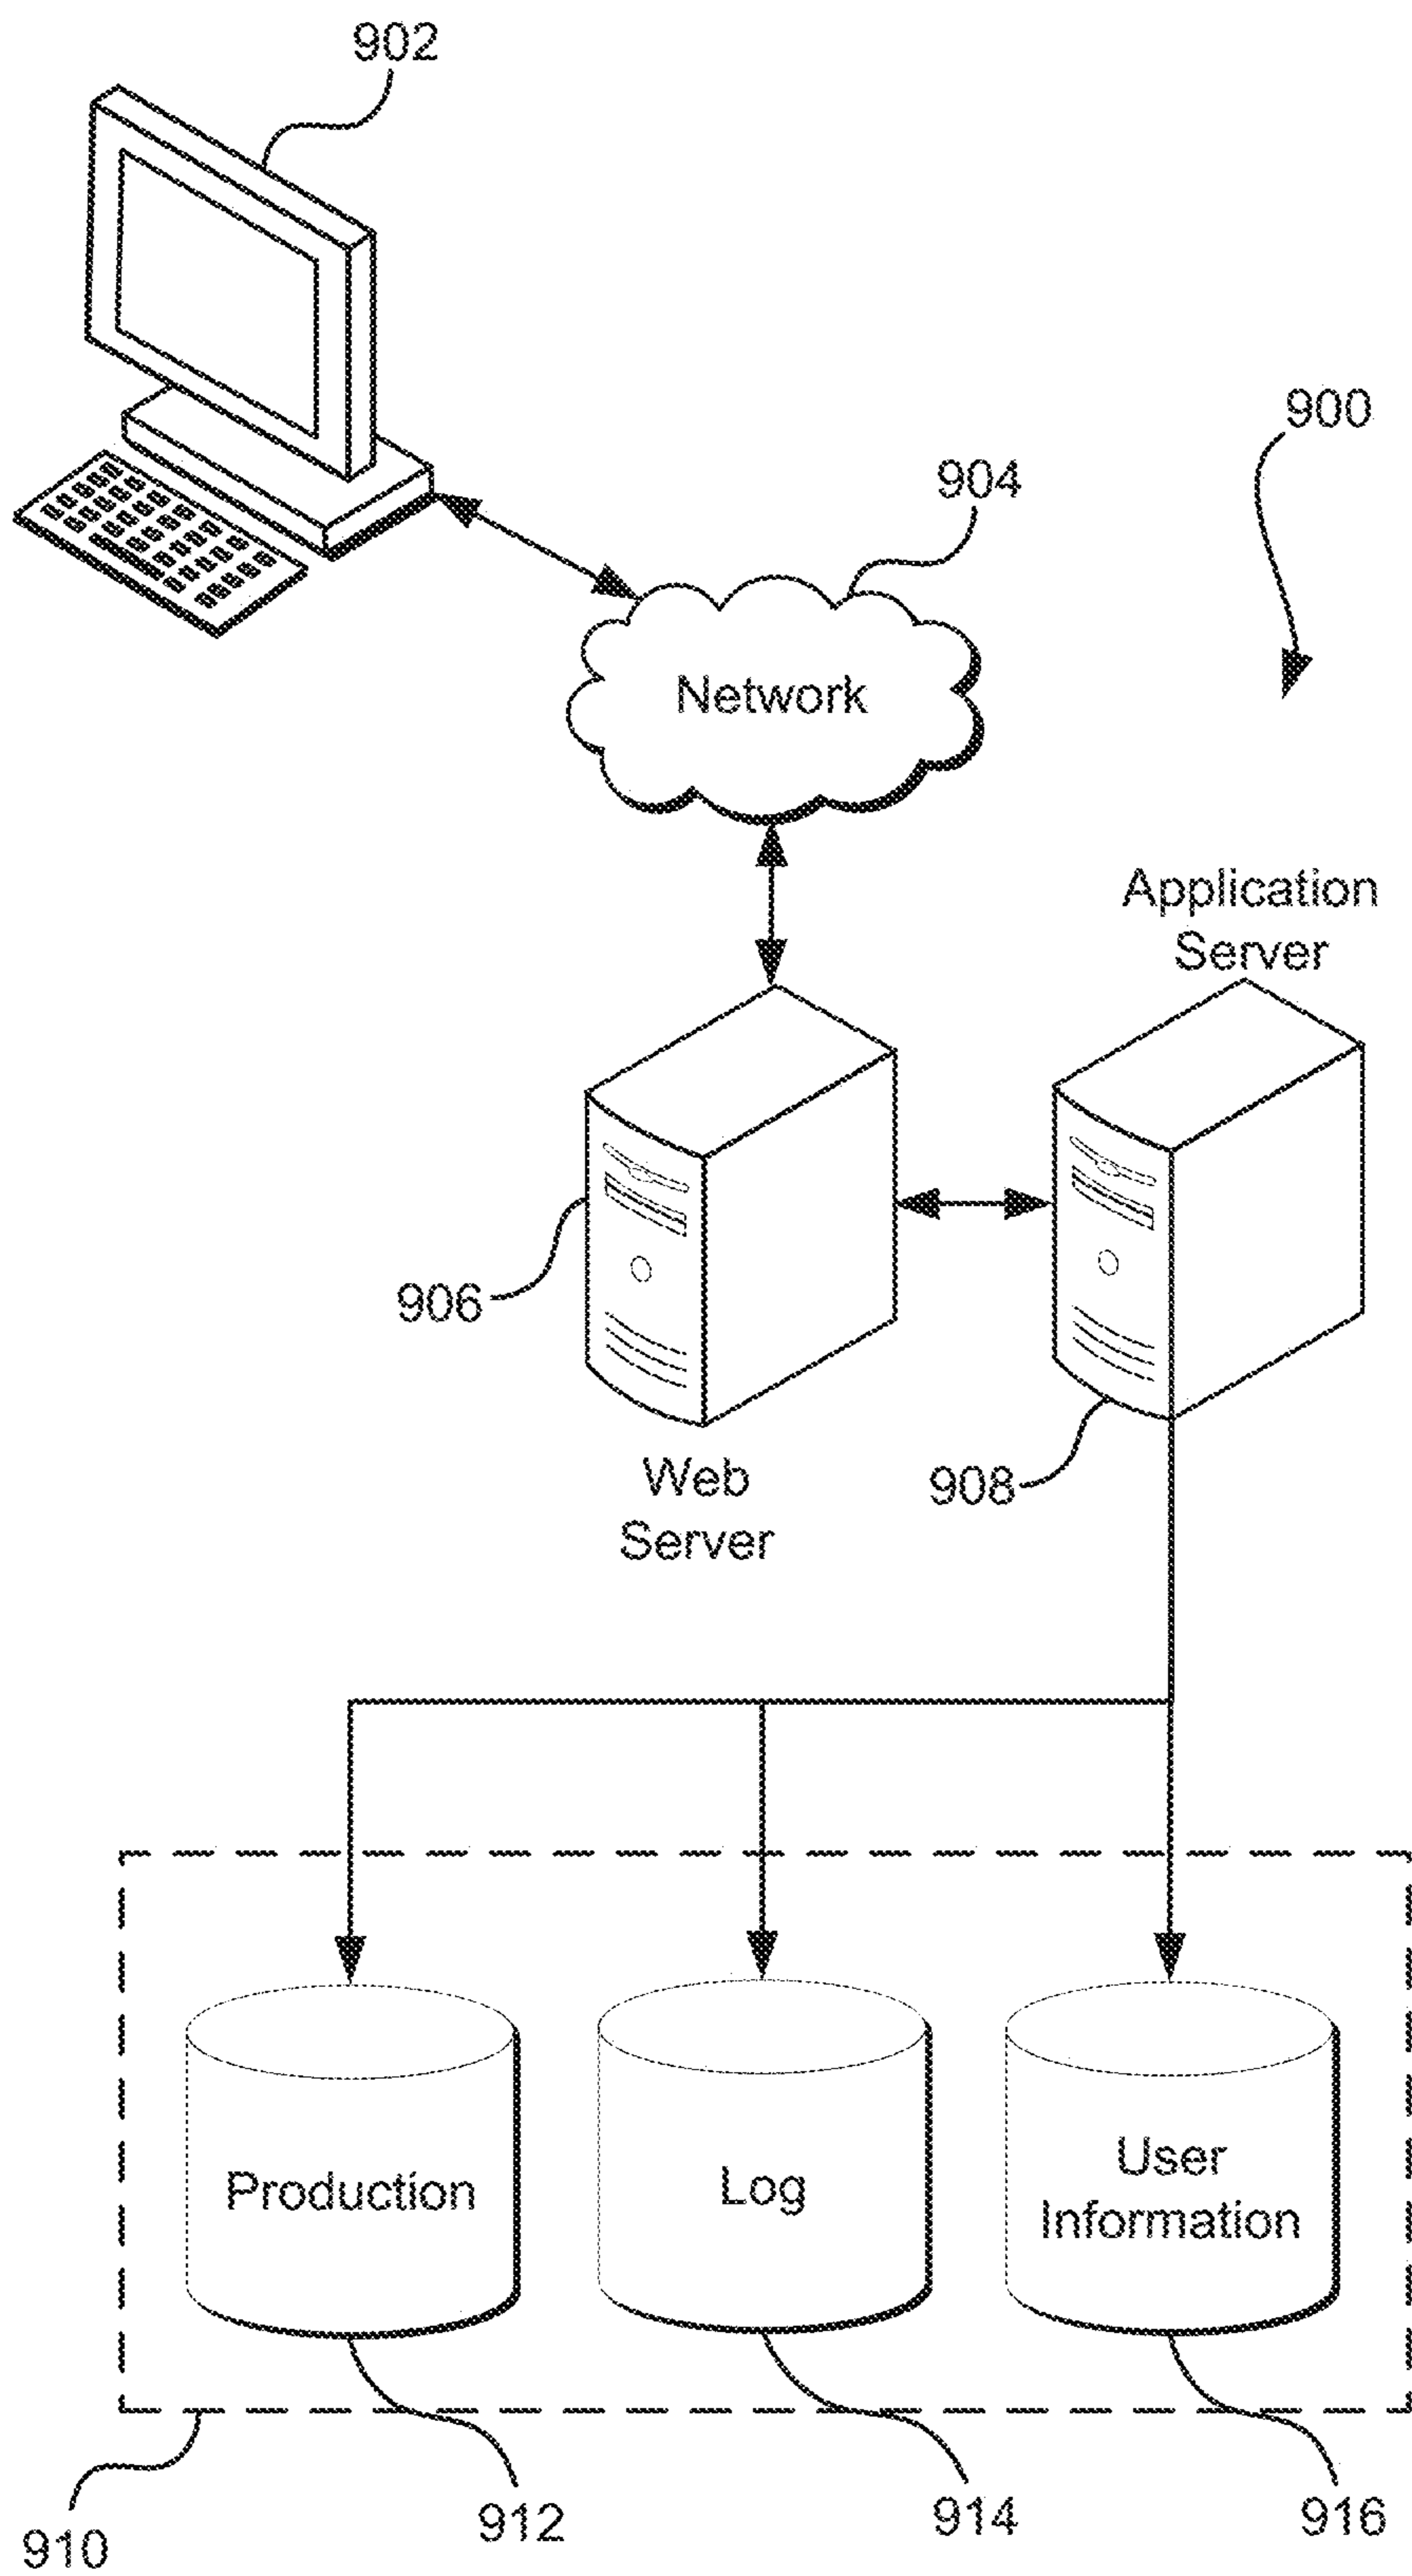 902
900
904
Network
Application
Server
906
908
Web
Server
Production
Log
User
Information
910
912
914
916